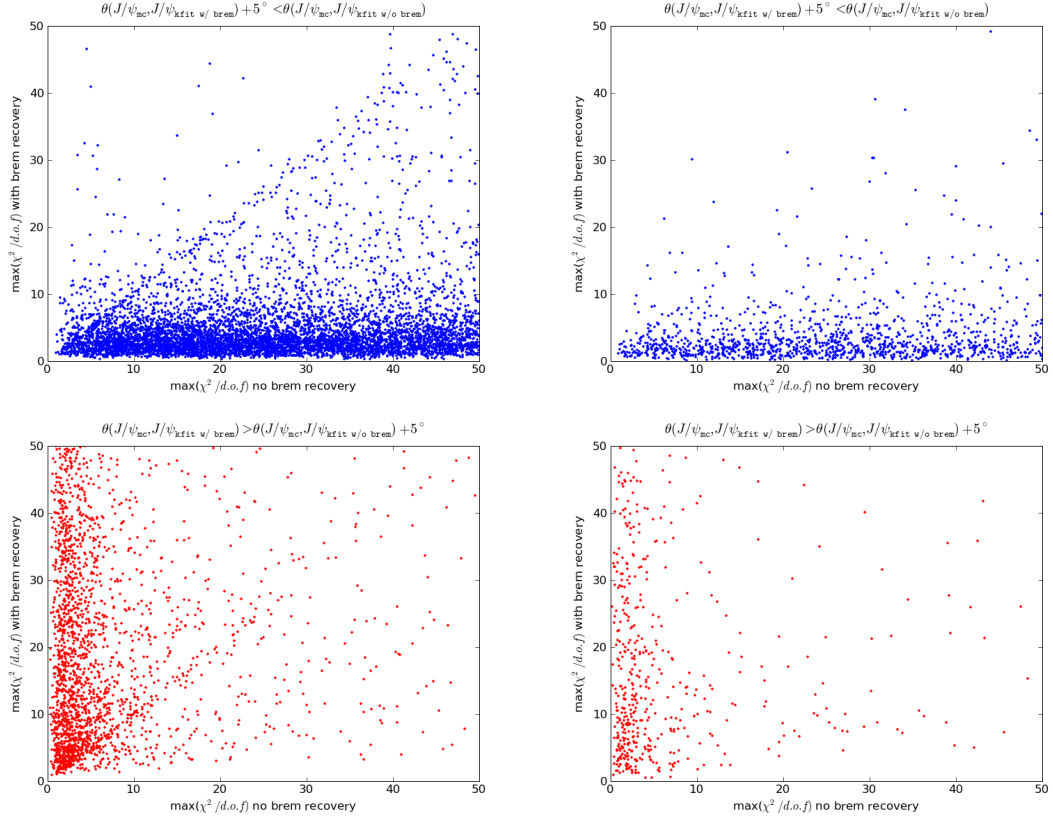 θ(J/ψ_mc,J/ψ_kfit w/ brem)+5° <θ(J/ψ_mc,J/ψ_kfit w/o brem)
50
40
30
20
10
0
max(χ² /d.o.f) with brem recovery
0 10 20 30 40 50
max(χ² /d.o.f) no brem recovery
θ(J/ψ_mc,J/ψ_kfit w/ brem)+5° <θ(J/ψ_mc,J/ψ_kfit w/o brem)
50
40
30
20
10
0
max(χ² /d.o.f) with brem recovery
0 10 20 30 40 50
max(χ² /d.o.f) no brem recovery
θ(J/ψ_mc,J/ψ_kfit w/ brem)>θ(J/ψ_mc,J/ψ_kfit w/o brem)+5°
50
40
30
20
10
0
max(χ² /d.o.f) with brem recovery
0 10 20 30 40 50
max(χ² /d.o.f) no brem recovery
θ(J/ψ_mc,J/ψ_kfit w/ brem)>θ(J/ψ_mc,J/ψ_kfit w/o brem)+5°
50
40
30
20
10
0
max(χ² /d.o.f) with brem recovery
0 10 20 30 40 50
max(χ² /d.o.f) no brem recovery